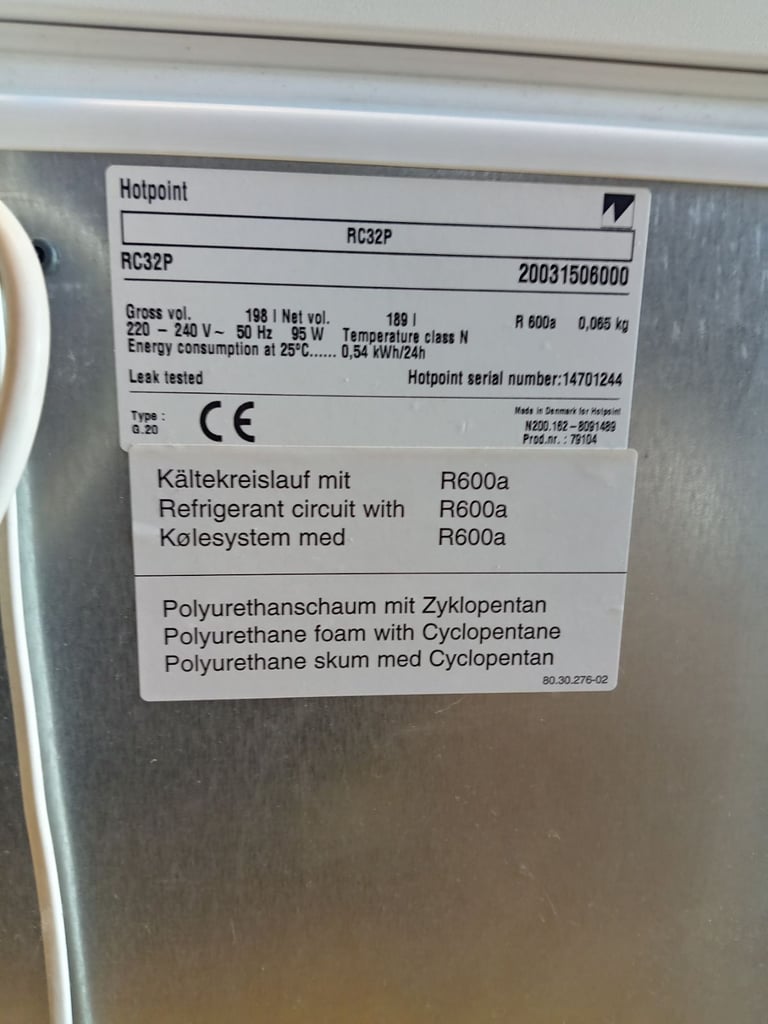 Hotpoint
RC32P
RC32P 20031506000
Gross vol. 198 l Net vol. 189 l R 600a 0,065 kg
220 – 240 V~ 50 Hz 95 W Temperature class N
Energy consumption at 25°C...... 0,54 kWh/24h
Leak tested Hotpoint serial number:14701244
Type : G.20 CE
Made in Denmark for Hotpoint
N200.162–8091489
Prod.nr. : 79104
Kältekreislauf mit R600a
Refrigerant circuit with R600a
Kølesystem med R600a
Polyurethanschaum mit Zyklopentan
Polyurethane foam with Cyclopentane
Polyurethane skum med Cyclopentan
80.30.276-02